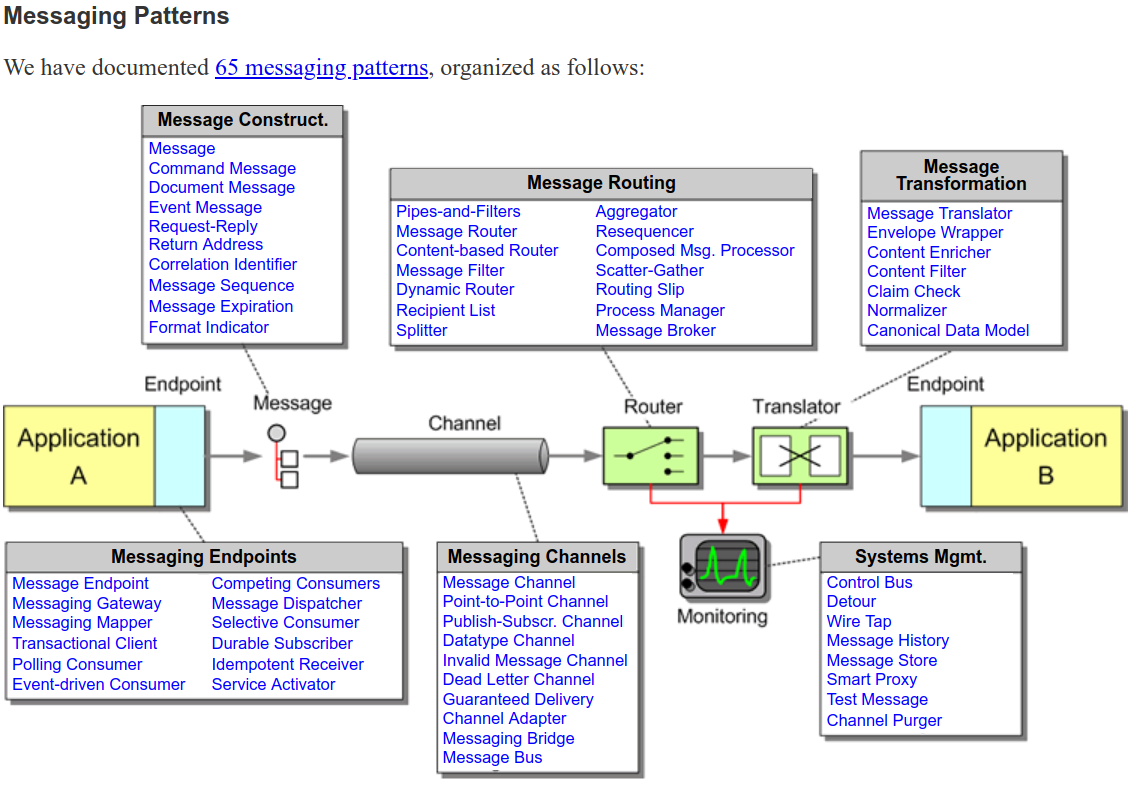 Messaging Patterns
We have documented 65 messaging patterns, organized as follows:
Message Construct.
Message
Command Message
Document Message
Event Message
Request-Reply
Return Address
Correlation Identifier
Message Sequence
Message Expiration
Format Indicator
Message Routing
Pipes-and-Filters
Message Router
Content-based Router
Message Filter
Dynamic Router
Recipient List
Splitter
Aggregator
Resequencer
Composed Msg. Processor
Scatter-Gather
Routing Slip
Process Manager
Message Broker
Message
Transformation
Message Translator
Envelope Wrapper
Content Enricher
Content Filter
Claim Check
Normalizer
Canonical Data Model
Endpoint
Message
Channel
Router
Translator
Endpoint
Application
A
Application
B
Messaging Endpoints
Message Endpoint
Messaging Gateway
Messaging Mapper
Transactional Client
Polling Consumer
Event-driven Consumer
Competing Consumers
Message Dispatcher
Selective Consumer
Durable Subscriber
Idempotent Receiver
Service Activator
Messaging Channels
Message Channel
Point-to-Point Channel
Publish-Subscr. Channel
Datatype Channel
Invalid Message Channel
Dead Letter Channel
Guaranteed Delivery
Channel Adapter
Messaging Bridge
Message Bus
Monitoring
Systems Mgmt.
Control Bus
Detour
Wire Tap
Message History
Message Store
Smart Proxy
Test Message
Channel Purger